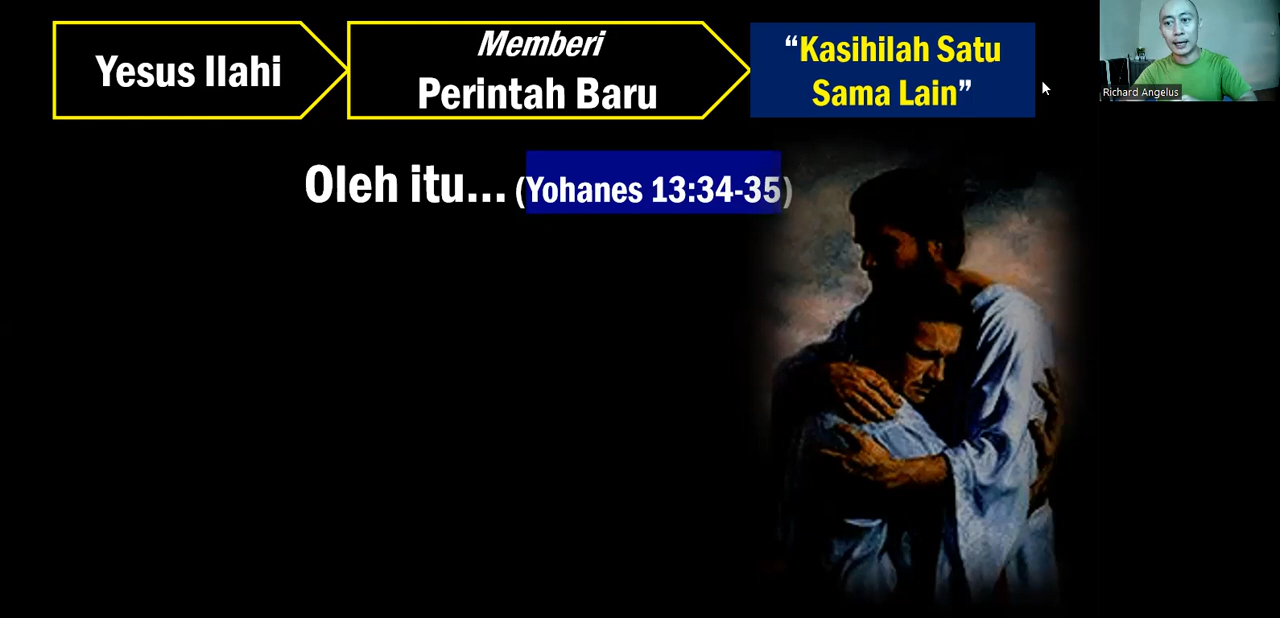 Yesus Ilahi
Memberi
Perintah Baru
“Kasihilah Satu
Sama Lain”
Richard Angelus
Oleh itu... (Yohanes 13:34-35)